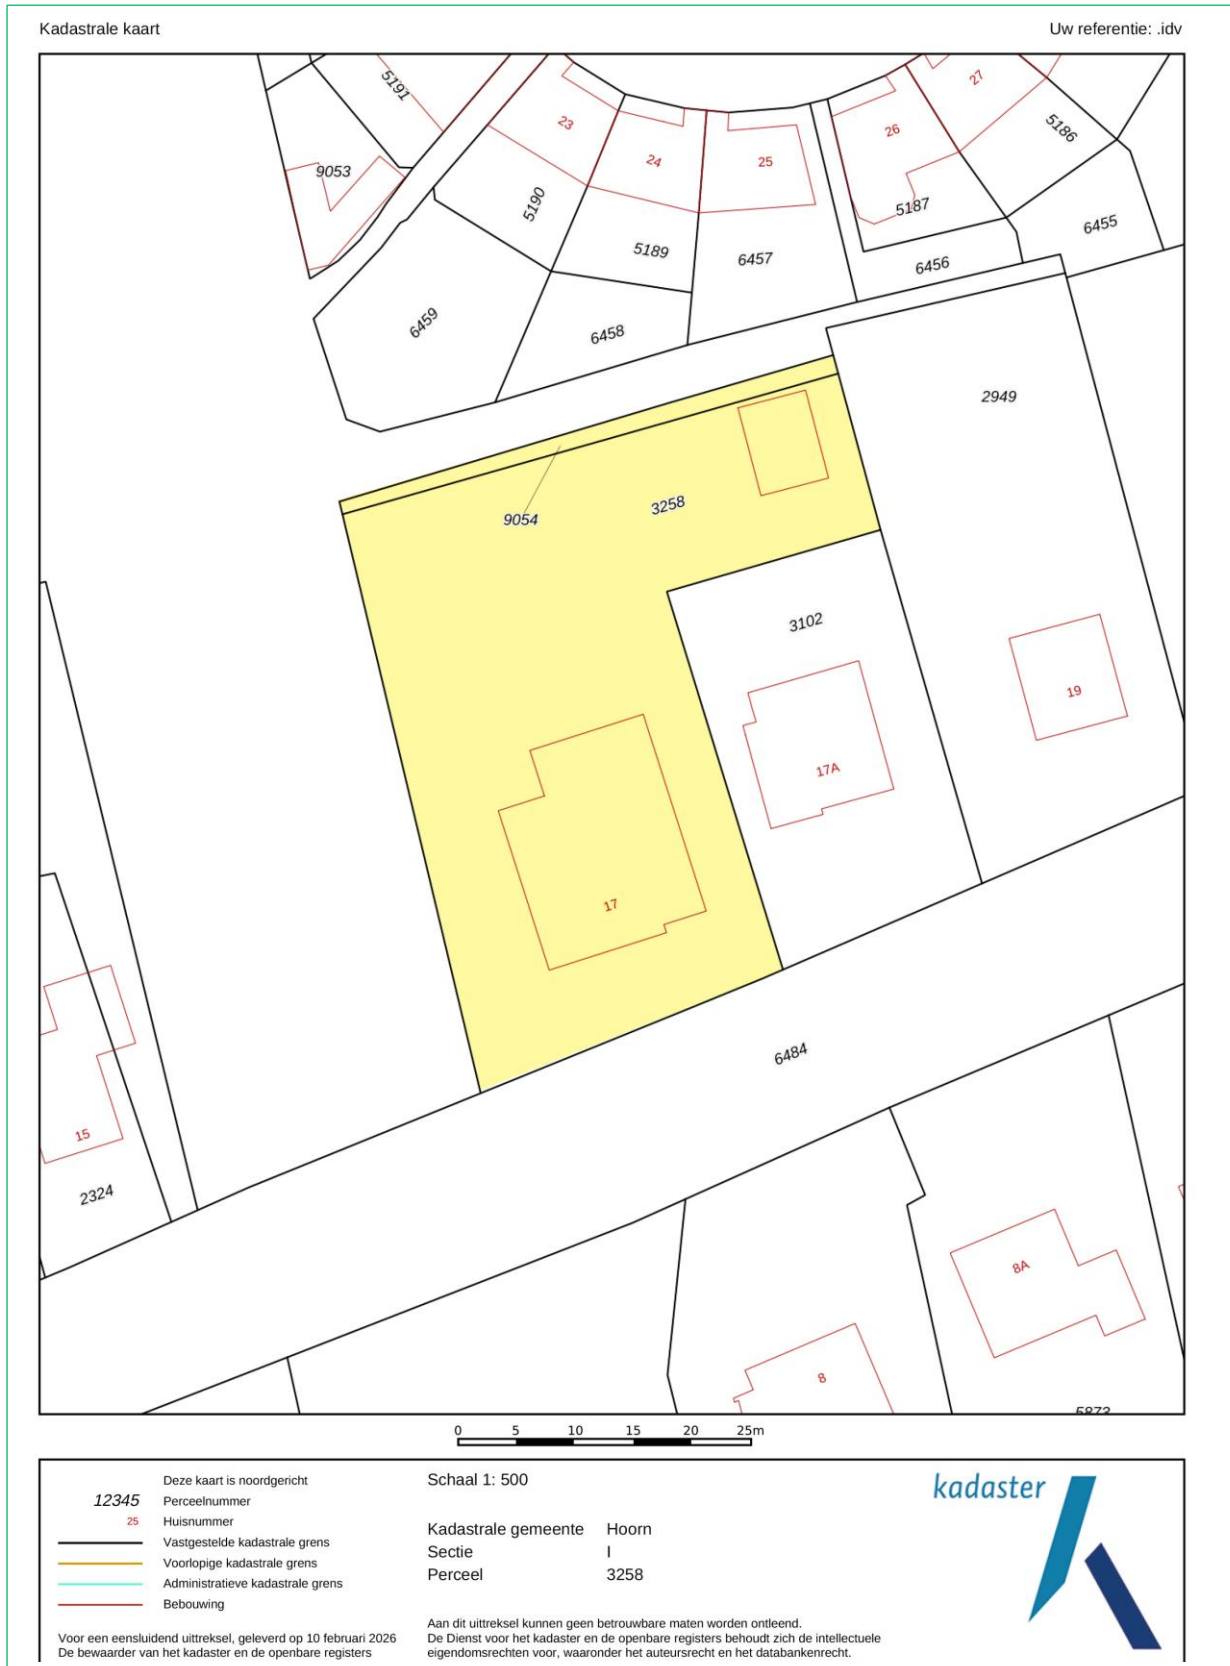 Kadastrale kaart
Uw referentie: .idv
5191
23
24
25
26
27
5186
9053
5190
5189
6457
5187
6456
6455
6459
6458
2949
9054
3258
3102
19
17A
17
6484
15
2324
8A
8
5873
0 5 10 15 20 25m
Deze kaart is noordgericht
12345 Perceelnummer
25 Huisnummer
Vastgestelde kadastrale grens
Voorlopige kadastrale grens
Administratieve kadastrale grens
Bebouwing
Voor een eensluidend uittreksel, geleverd op 10 februari 2026
De bewaarder van het kadaster en de openbare registers
Schaal 1: 500
Kadastrale gemeente Hoorn
Sectie I
Perceel 3258
Aan dit uittreksel kunnen geen betrouwbare maten worden ontleend.
De Dienst voor het kadaster en de openbare registers behoudt zich de intellectuele
eigendomsrechten voor, waaronder het auteursrecht en het databankenrecht.
kadaster